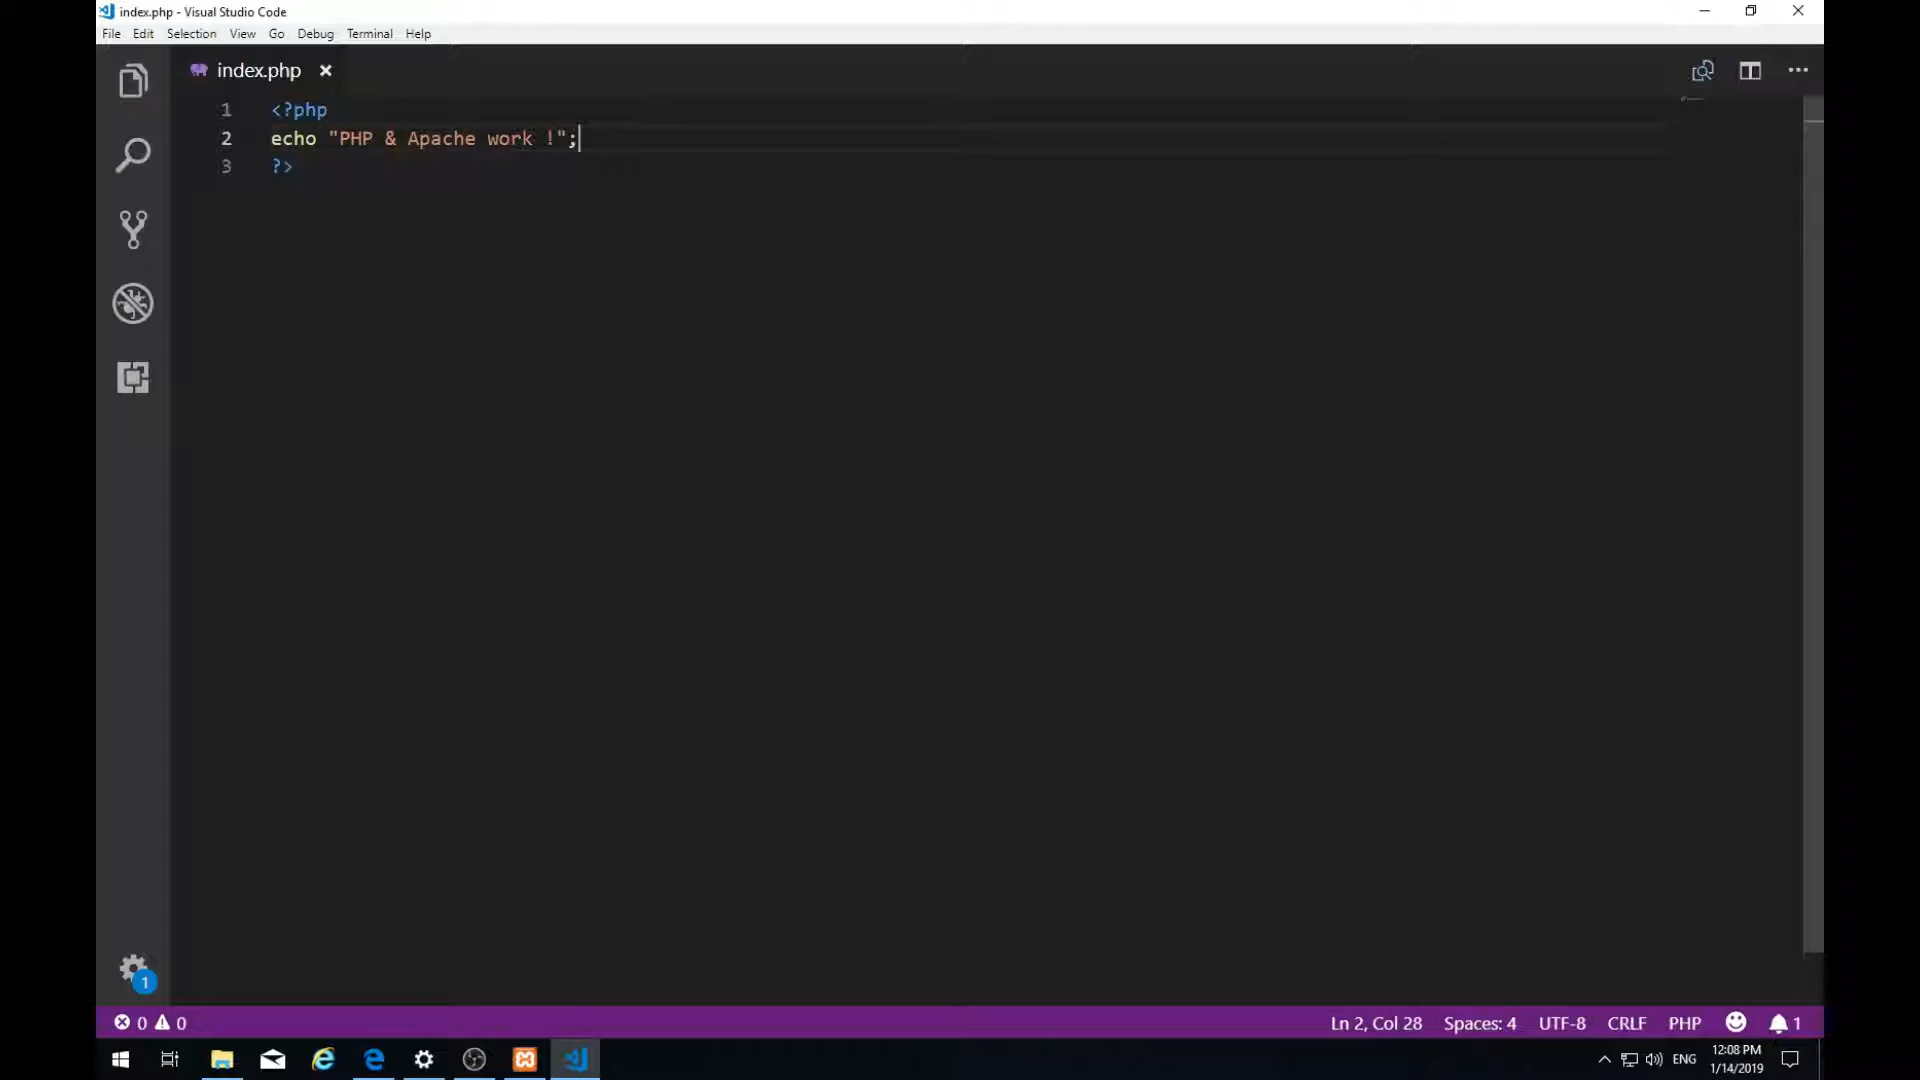 index.php - Visual Studio Code
File Edit Selection View Go Debug Terminal Help
index.php
1 <?php
2 echo "PHP & Apache work !";
3 ?>
1
0 0 Ln 2, Col 28 Spaces: 4 UTF-8 CRLF PHP 1
ENG 12:08 PM
1/14/2019